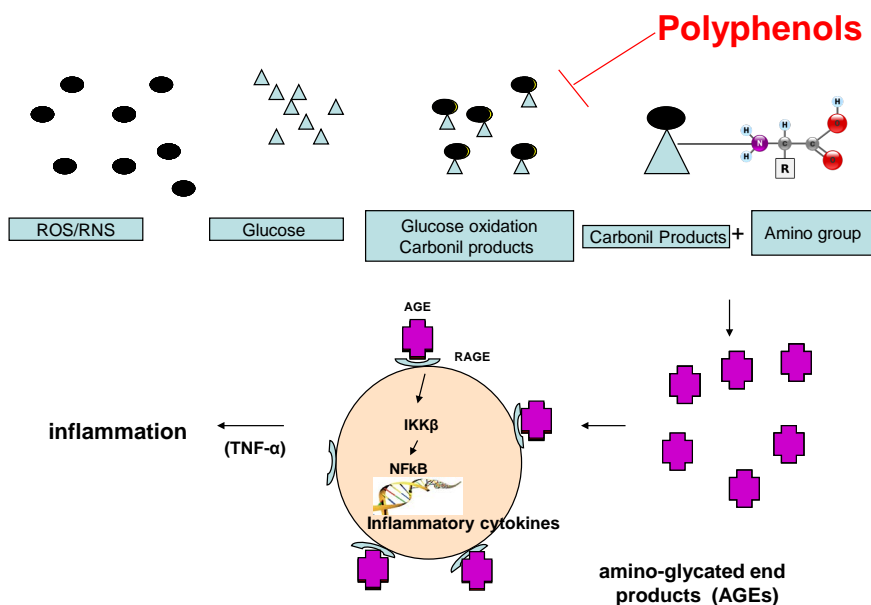 Polyphenols
H
H
H
N
C
C
O
H
R
O
ROS/RNS
Glucose
Glucose oxidation
Carbonil products
Carbonil Products
+
Amino group
AGE
RAGE
IKKβ
NFkB
Inflammatory cytokines
(TNF-α)
inflammation
amino-glycated end
products (AGEs)